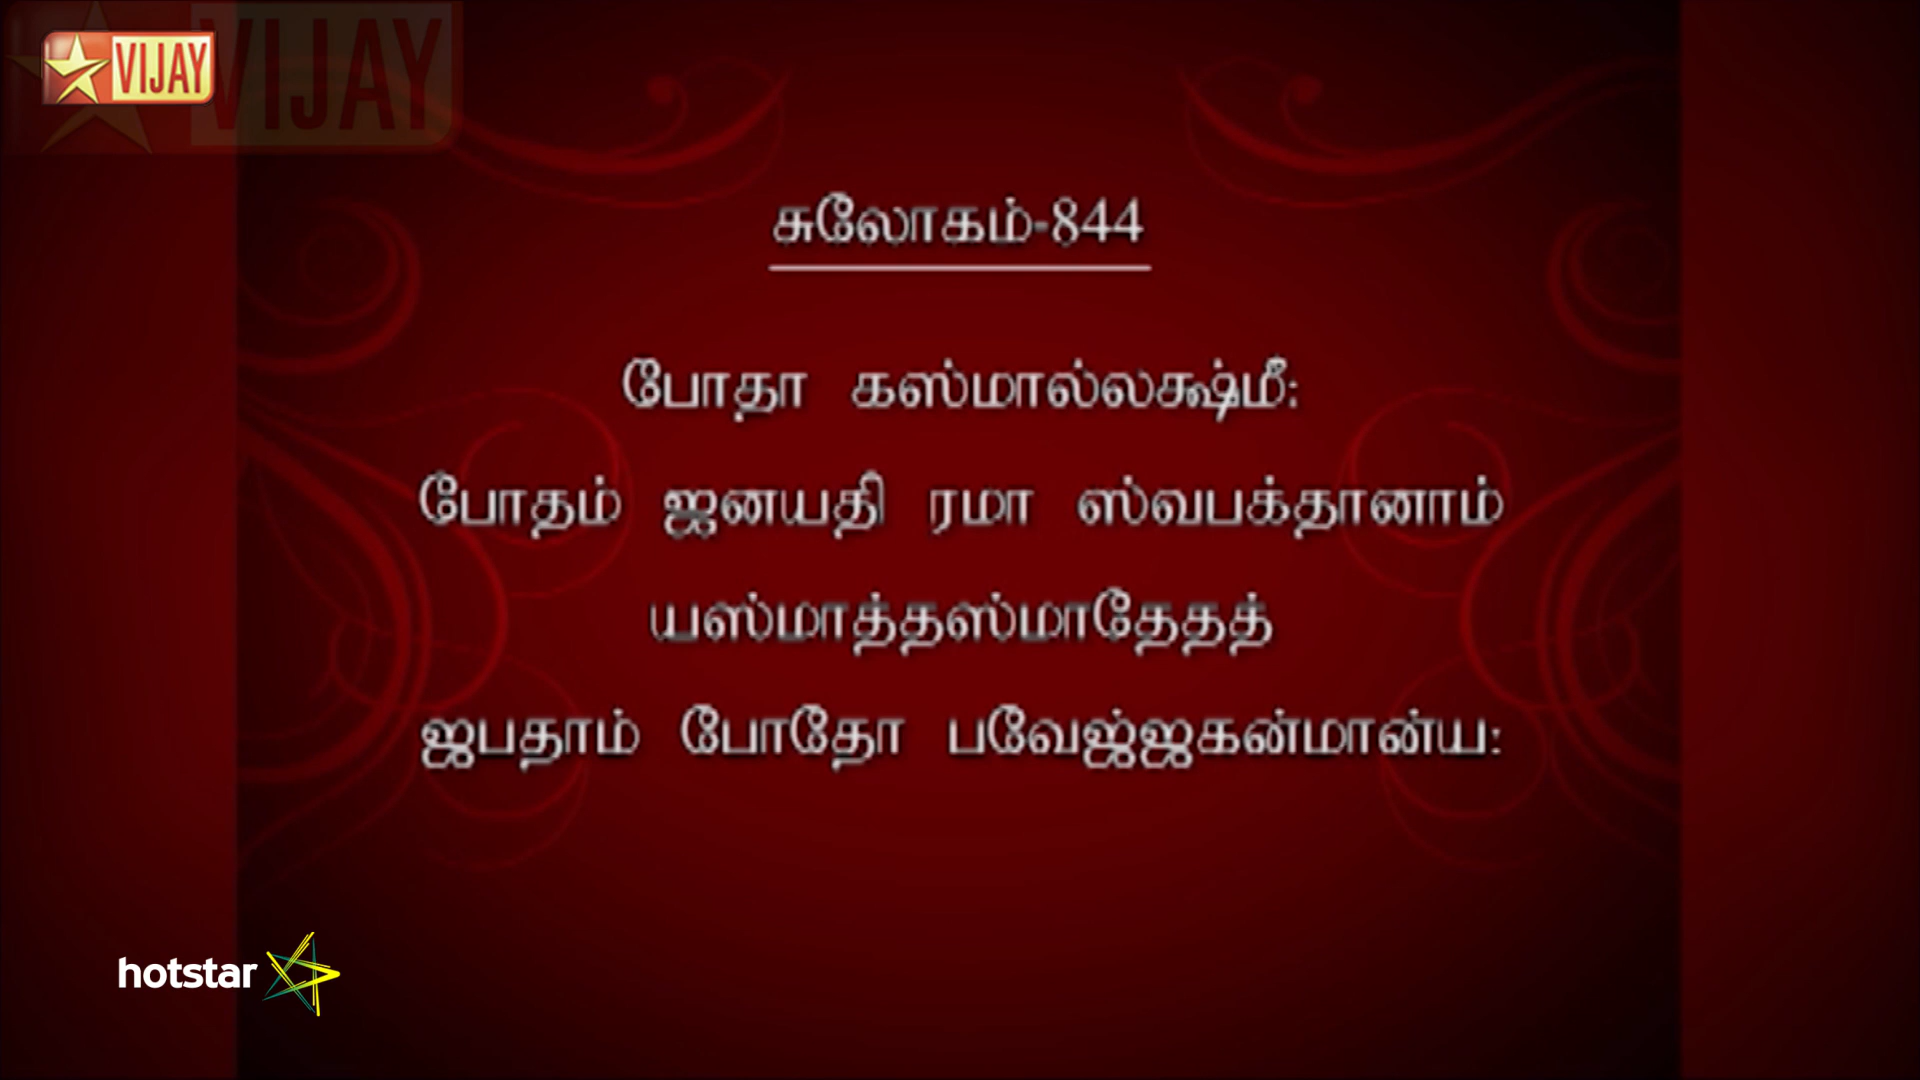 VIJAY
VIJAY
சுலோகம்-844
போதா கஸ்மால்லக்ஷ்மீ:
போதம் ஜனயதி ரமா ஸ்வபக்தானாம்
யஸ்மாத்தஸ்மாதேதத்
ஜபதாம் போதோ பவேஜ்ஜகன்மான்ய:
hotstar